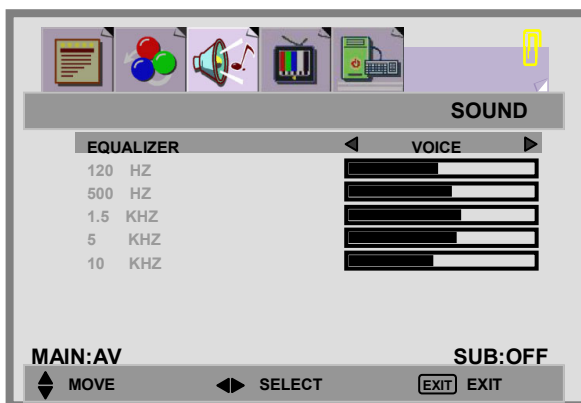 SOUND
EQUALIZER VOICE
120 HZ
500 HZ
1.5 KHZ
5 KHZ
10 KHZ
MAIN:AV SUB:OFF
MOVE SELECT EXIT EXIT